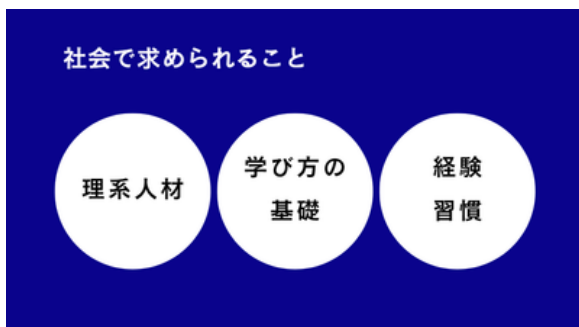 社会で求められること
理系人材
学び方の
基礎
経験
習慣